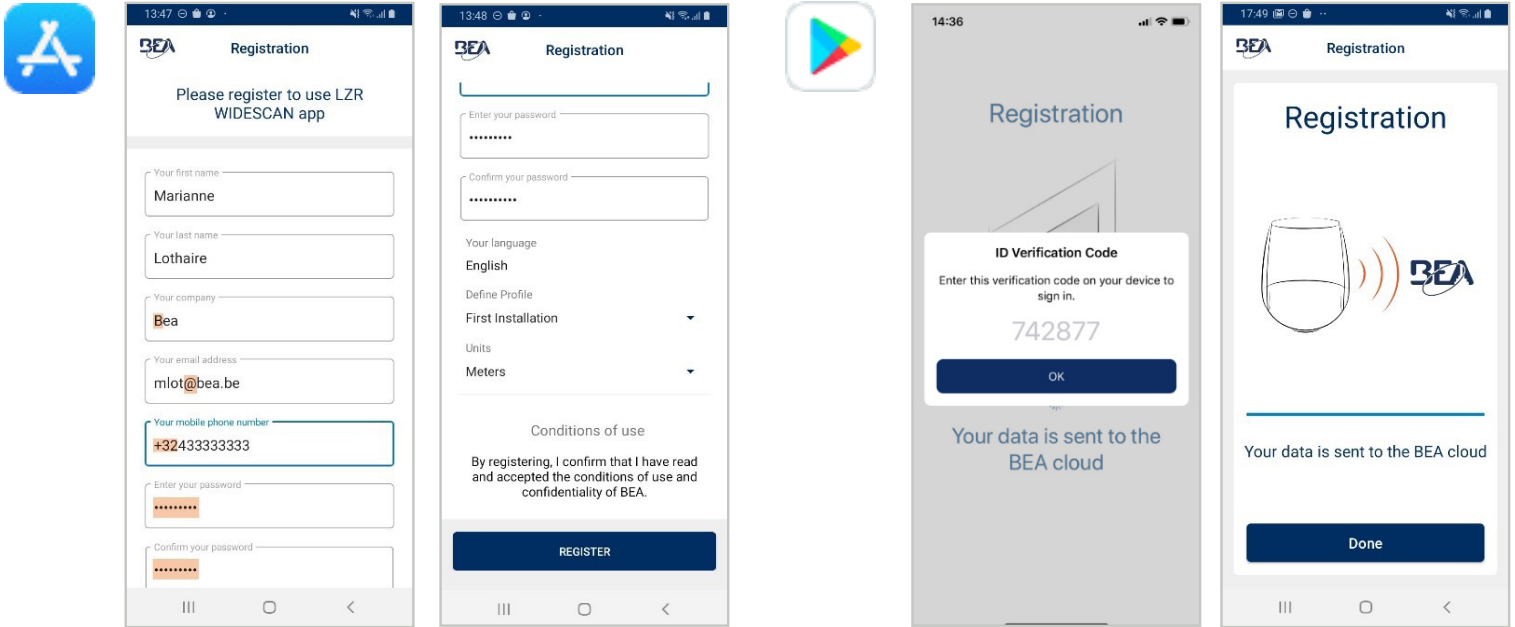 13:47
BEA
Registration
Please register to use LZR
WIDESCAN app
Your first name
Marianne
Your last name
Lothaire
Your company
Bea
Your email address
mlot@bea.be
Your mobile phone number
+32433333333
Enter your password
•••••••••
Confirm your password
•••••••••
13:48
BEA
Registration
Enter your password
•••••••••
Confirm your password
••••••••••
Your language
English
Define Profile
First Installation
Units
Meters
Conditions of use
By registering, I confirm that I have read
and accepted the conditions of use and
confidentiality of BEA.
REGISTER
14:36
Registration
ID Verification Code
Enter this verification code on your device to
sign in.
742877
OK
Your data is sent to the
BEA cloud
17:49
BEA
Registration
Registration
BEA
Your data is sent to the BEA cloud
Done